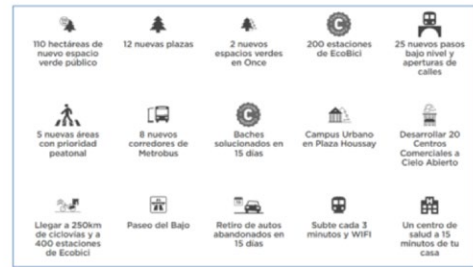 110 hectáreas de
nuevo espacio
verde público
12 nuevas plazas
2 nuevos
espacios verdes
en Once
200 estaciones
de EcoBici
25 nuevos pasos
bajo nivel y
aperturas de
calles
5 nuevas áreas
con prioridad
peatonal
8 nuevos
corredores de
Metrobus
Baches
solucionados en
15 días
Campus Urbano
en Plaza Houssay
Desarrollar 20
Centros
Comerciales a
Cielo Abierto
Llegar a 250km
de ciclovías y a
400 estaciones
de Ecobici
Paseo del Bajo
Retiro de autos
abandonados en
15 días
Subte cada 3
minutos y WIFI
Un centro de
salud a 15
minutos de tu
casa